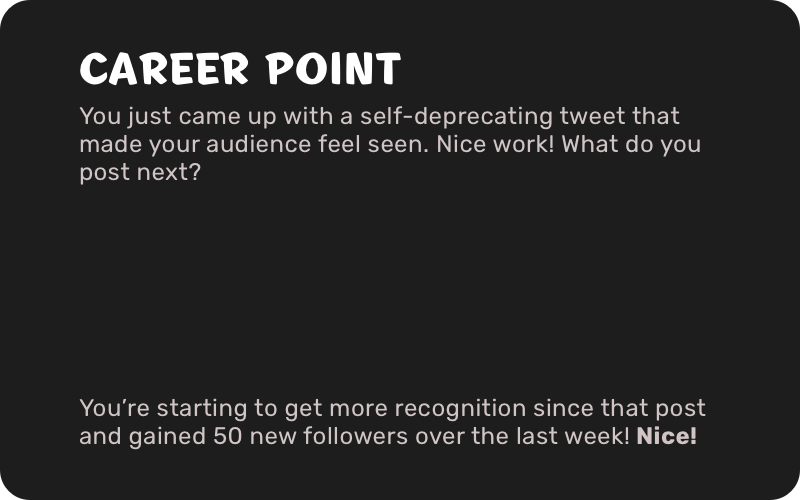 CAREER POINT
You just came up with a self-deprecating tweet that
made your audience feel seen. Nice work! What do you
post next?
You’re starting to get more recognition since that post
and gained 50 new followers over the last week! Nice!